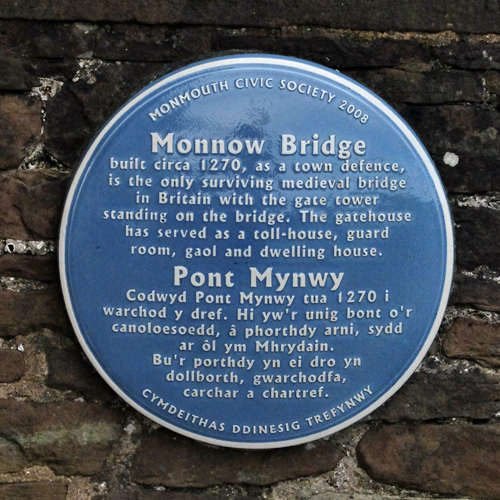 MONMOUTH CIVIC SOCIETY 2008
Monnow Bridge
built circa 1270, as a town defence,
is the only surviving medieval bridge
in Britain with the gate tower
standing on the bridge. The gatehouse
has served as a toll-house, guard
room, gaol and dwelling house.
Pont Mynwy
Codwyd Pont Mynwy tua 1270 i
warchod y dref. Hi yw'r unig bont o'r
canoloesoedd, â phorthdy arni, sydd
ar ôl ym Mhrydain.
Bu'r porthdy yn ei dro yn
dollborth, gwarchodfa,
carchar a chartref.
CYMDEITHAS DDINESIG TREFYNWY